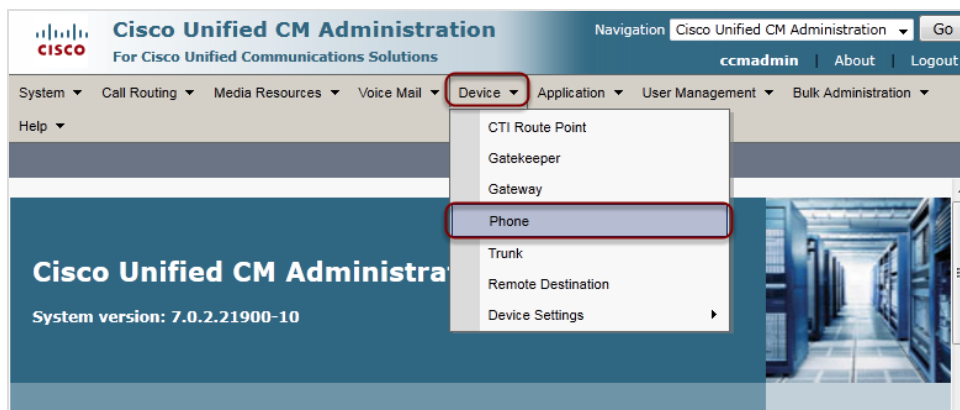 CISCO
Cisco Unified CM Administration
For Cisco Unified Communications Solutions
Navigation Cisco Unified CM Administration Go
ccmadmin | About | Logout
System Call Routing Media Resources Voice Mail Device Application User Management Bulk Administration
Help
CTI Route Point
Gatekeeper
Gateway
Phone
Trunk
Remote Destination
Device Settings
Cisco Unified CM Administra
System version: 7.0.2.21900-10